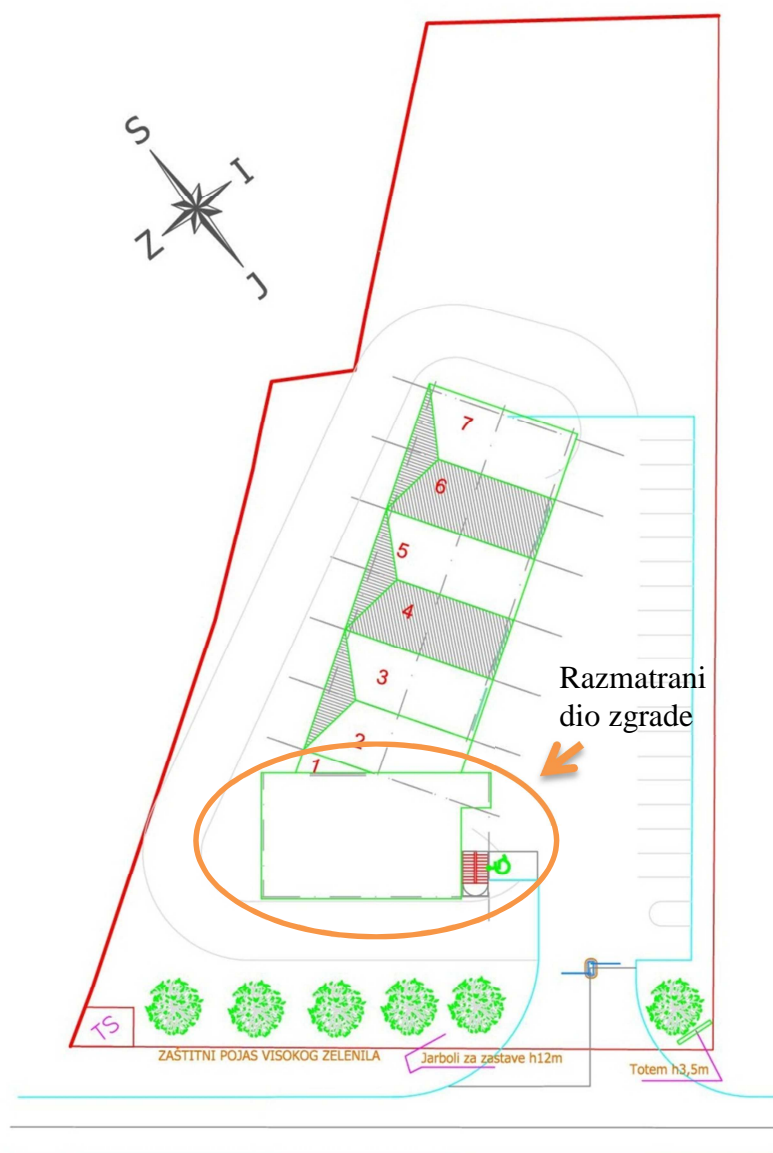 S
I
Z
J
7
6
5
4
3
Razmatrani
dio zgrade
2
1
TS
ZAŠTITNI POJAS VISOKOG ZELENILA
Jarboli za zastave h12m
Totem h3,5m